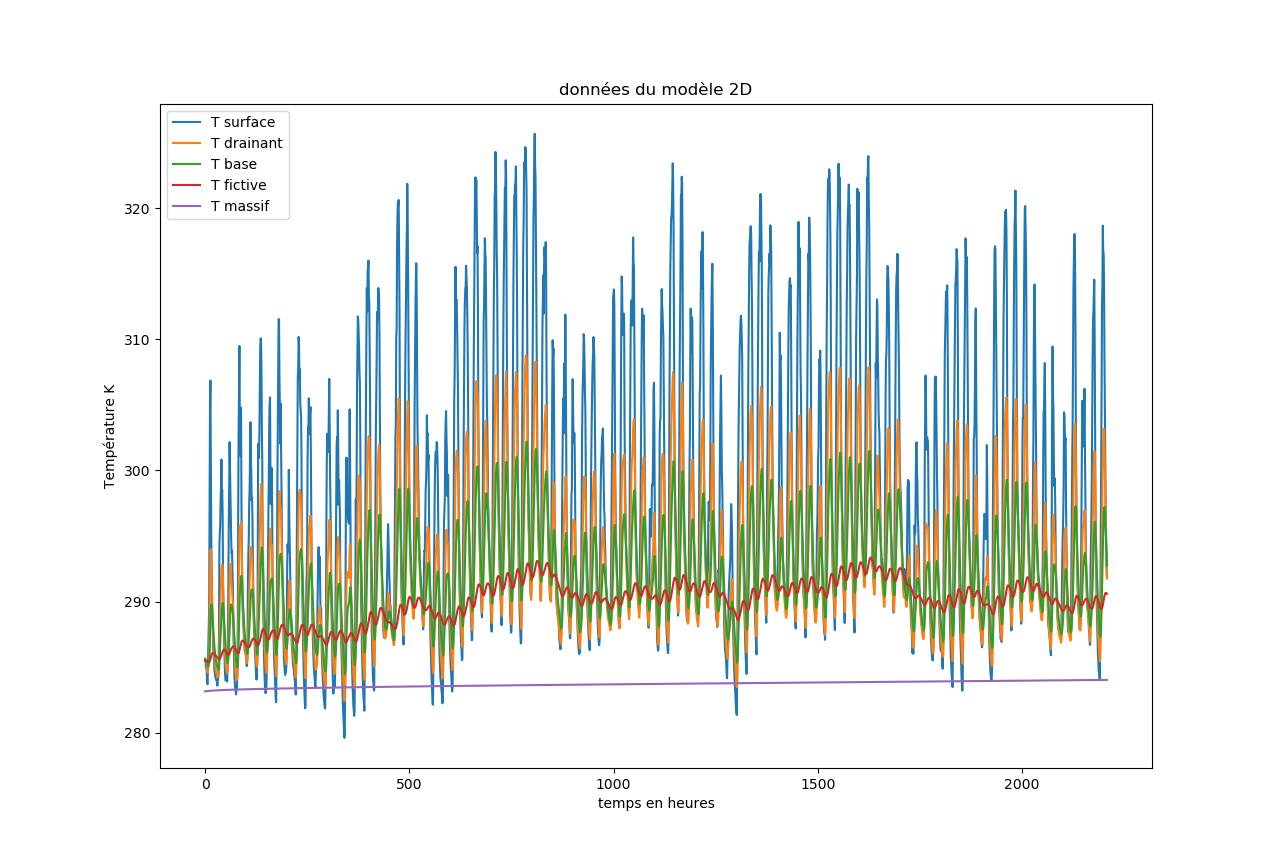 données du modèle 2D
T surface
T drainant
T base
T fictive
T massif
Température K
320
310
300
290
280
0 500 1000 1500 2000
temps en heures